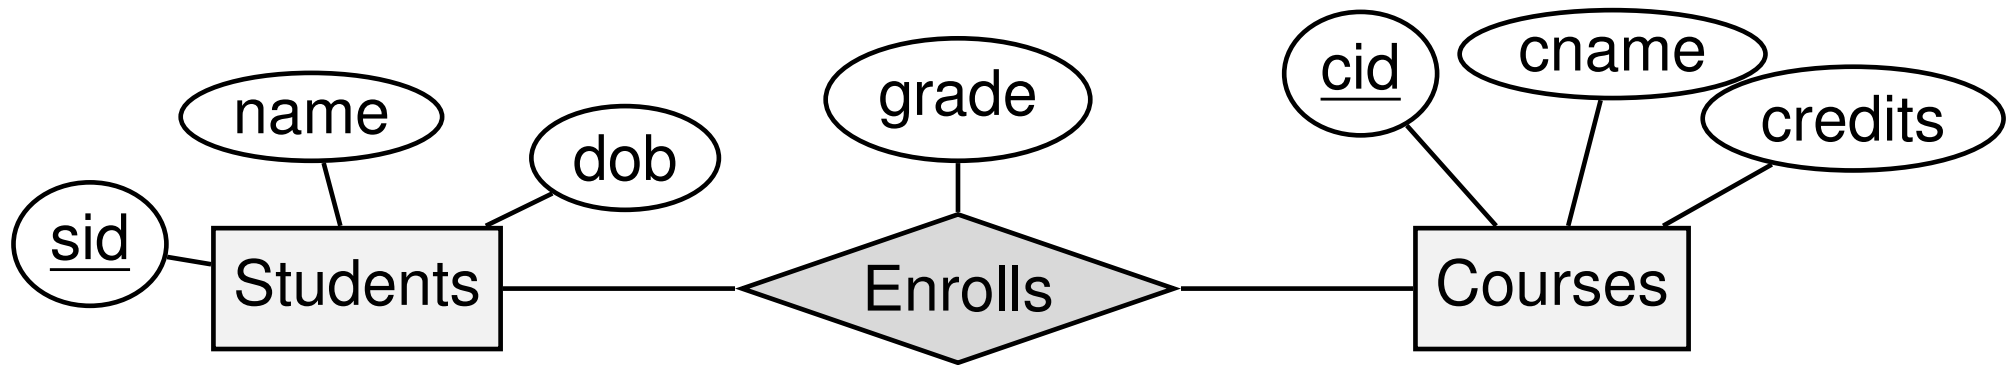 sid
name
dob
Students
grade
Enrolls
cid
cname
credits
Courses